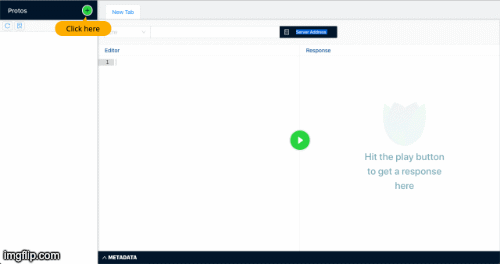 Protos
New Tab
Click here
Server Address
Editor
Response
1
Hit the play button
to get a response
here
METADATA
imgflip.com